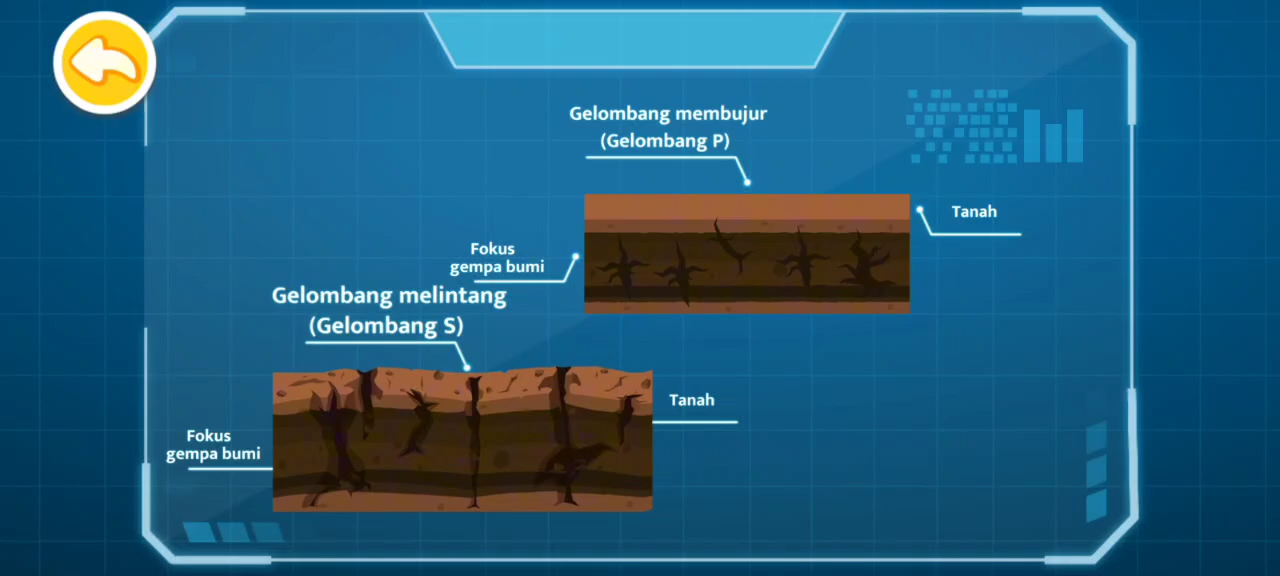 Gelombang membujur
(Gelombang P)
Tanah
Fokus
gempa bumi
Gelombang melintang
(Gelombang S)
Tanah
Fokus
gempa bumi